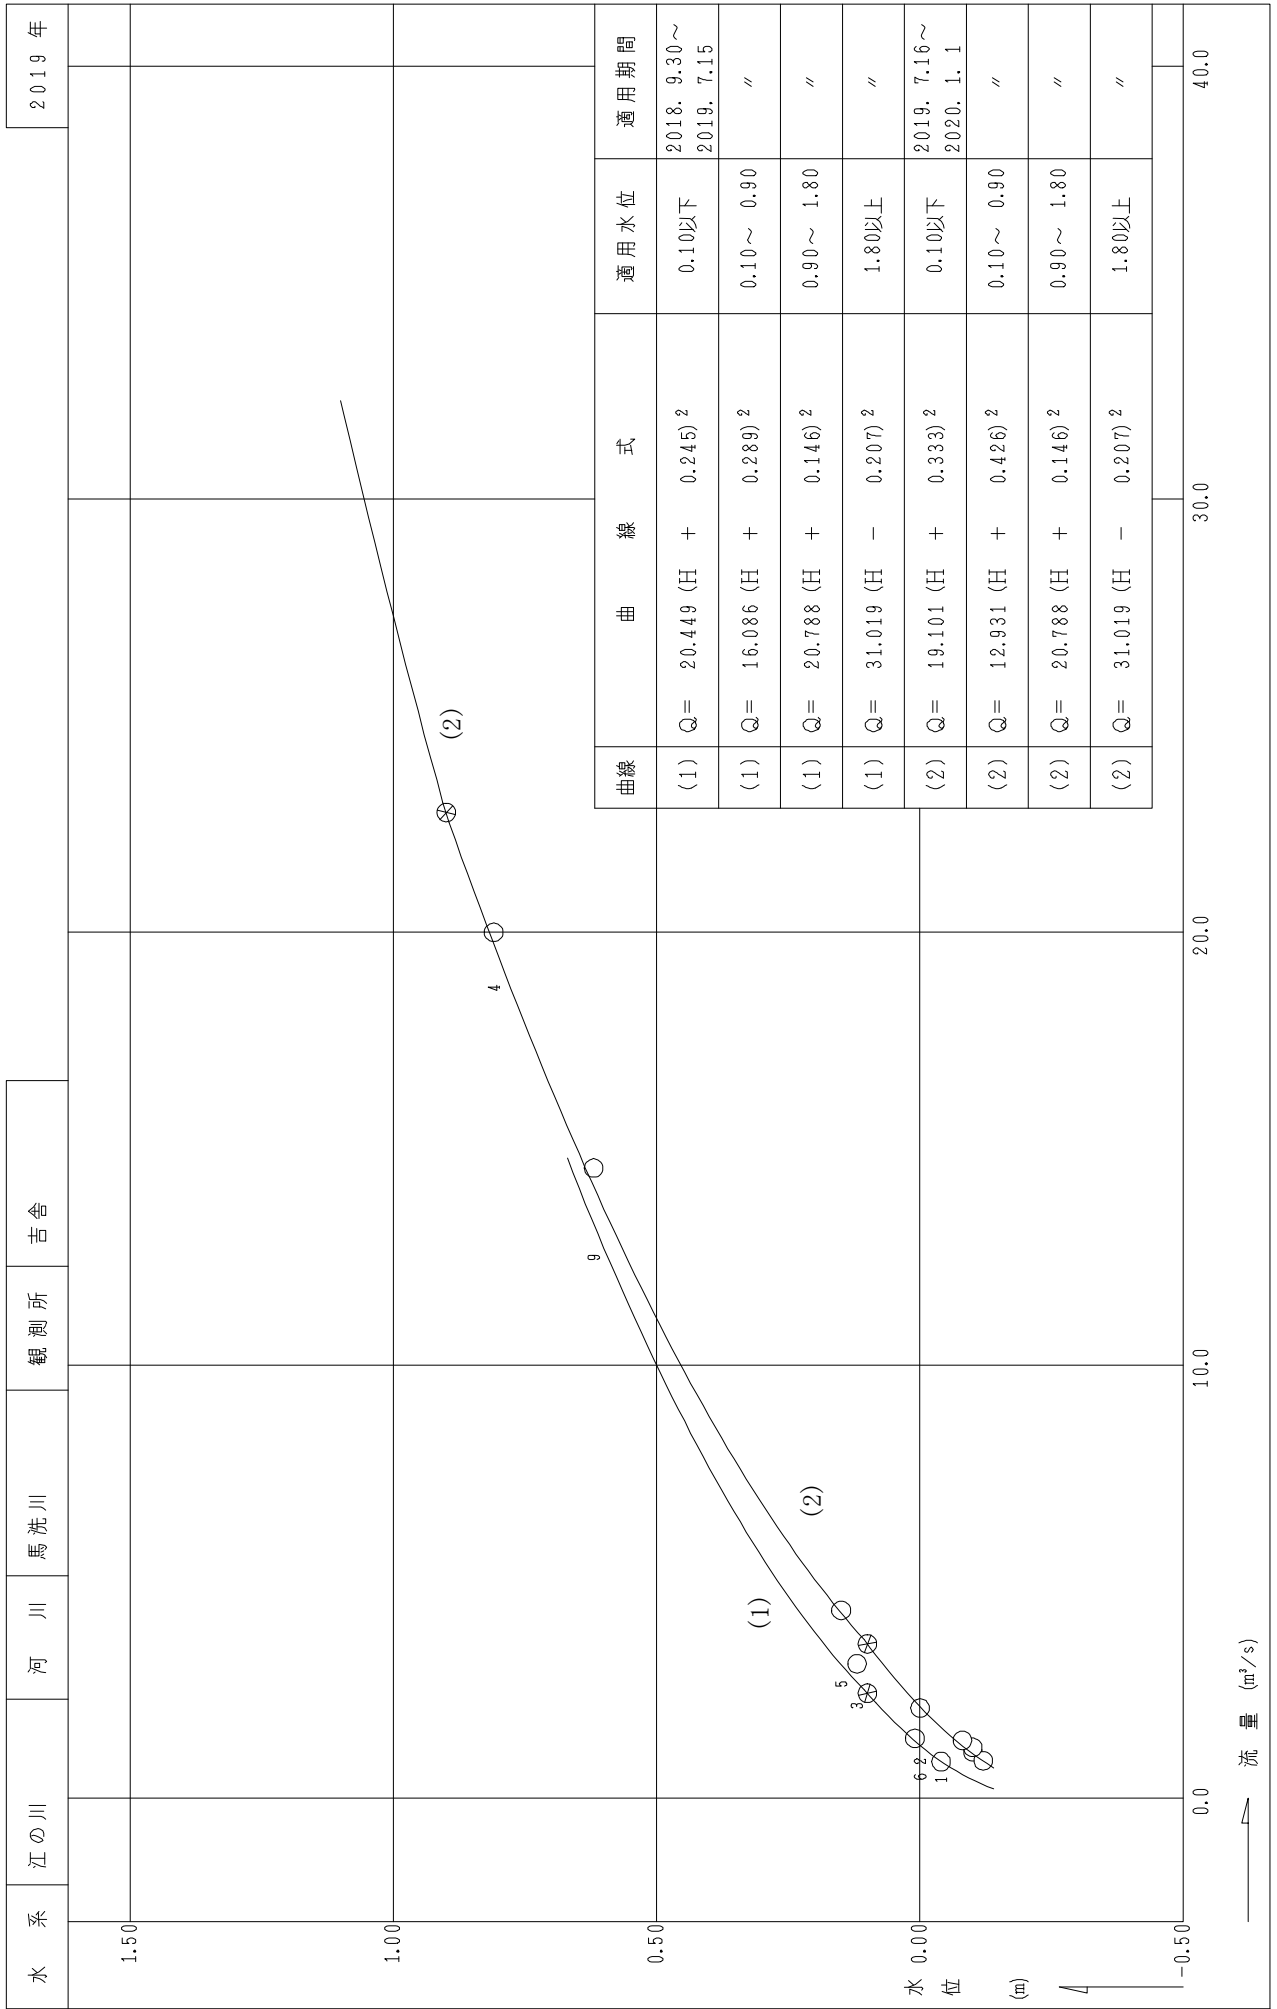 水 系 江の川 河 川 馬洗川 観測所 吉舎 2019 年
1.50
1.00
0.50
0.00
-0.50
水 位
(m)
0.0
10.0
20.0
30.0
40.0
流 量 (m³/s)
(1)
(2)
(2)
1
6 2
3
5
9
4
曲線 曲 線 式 適用水位 適用期間
(1) Q= 20.449 (H + 0.245)² 0.10以下 2018. 9.30~
2019. 7.15
(1) Q= 16.086 (H + 0.289)² 0.10~ 0.90 〃
(1) Q= 20.788 (H + 0.146)² 0.90~ 1.80 〃
(1) Q= 31.019 (H - 0.207)² 1.80以上 〃
(2) Q= 19.101 (H + 0.333)² 0.10以下 2019. 7.16~
2020. 1. 1
(2) Q= 12.931 (H + 0.426)² 0.10~ 0.90 〃
(2) Q= 20.788 (H + 0.146)² 0.90~ 1.80 〃
(2) Q= 31.019 (H - 0.207)² 1.80以上 〃